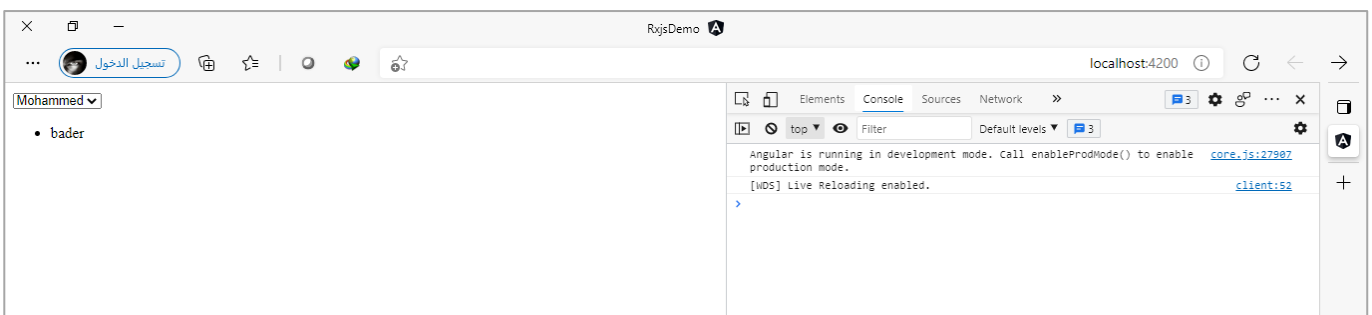 RxjsDemo
تسجيل الدخول
localhost:4200
Mohammed
bader
Elements Console Sources Network 3
top Filter Default levels 3
Angular is running in development mode. Call enableProdMode() to enable core.js:27907
production mode.
[WDS] Live Reloading enabled. client:52